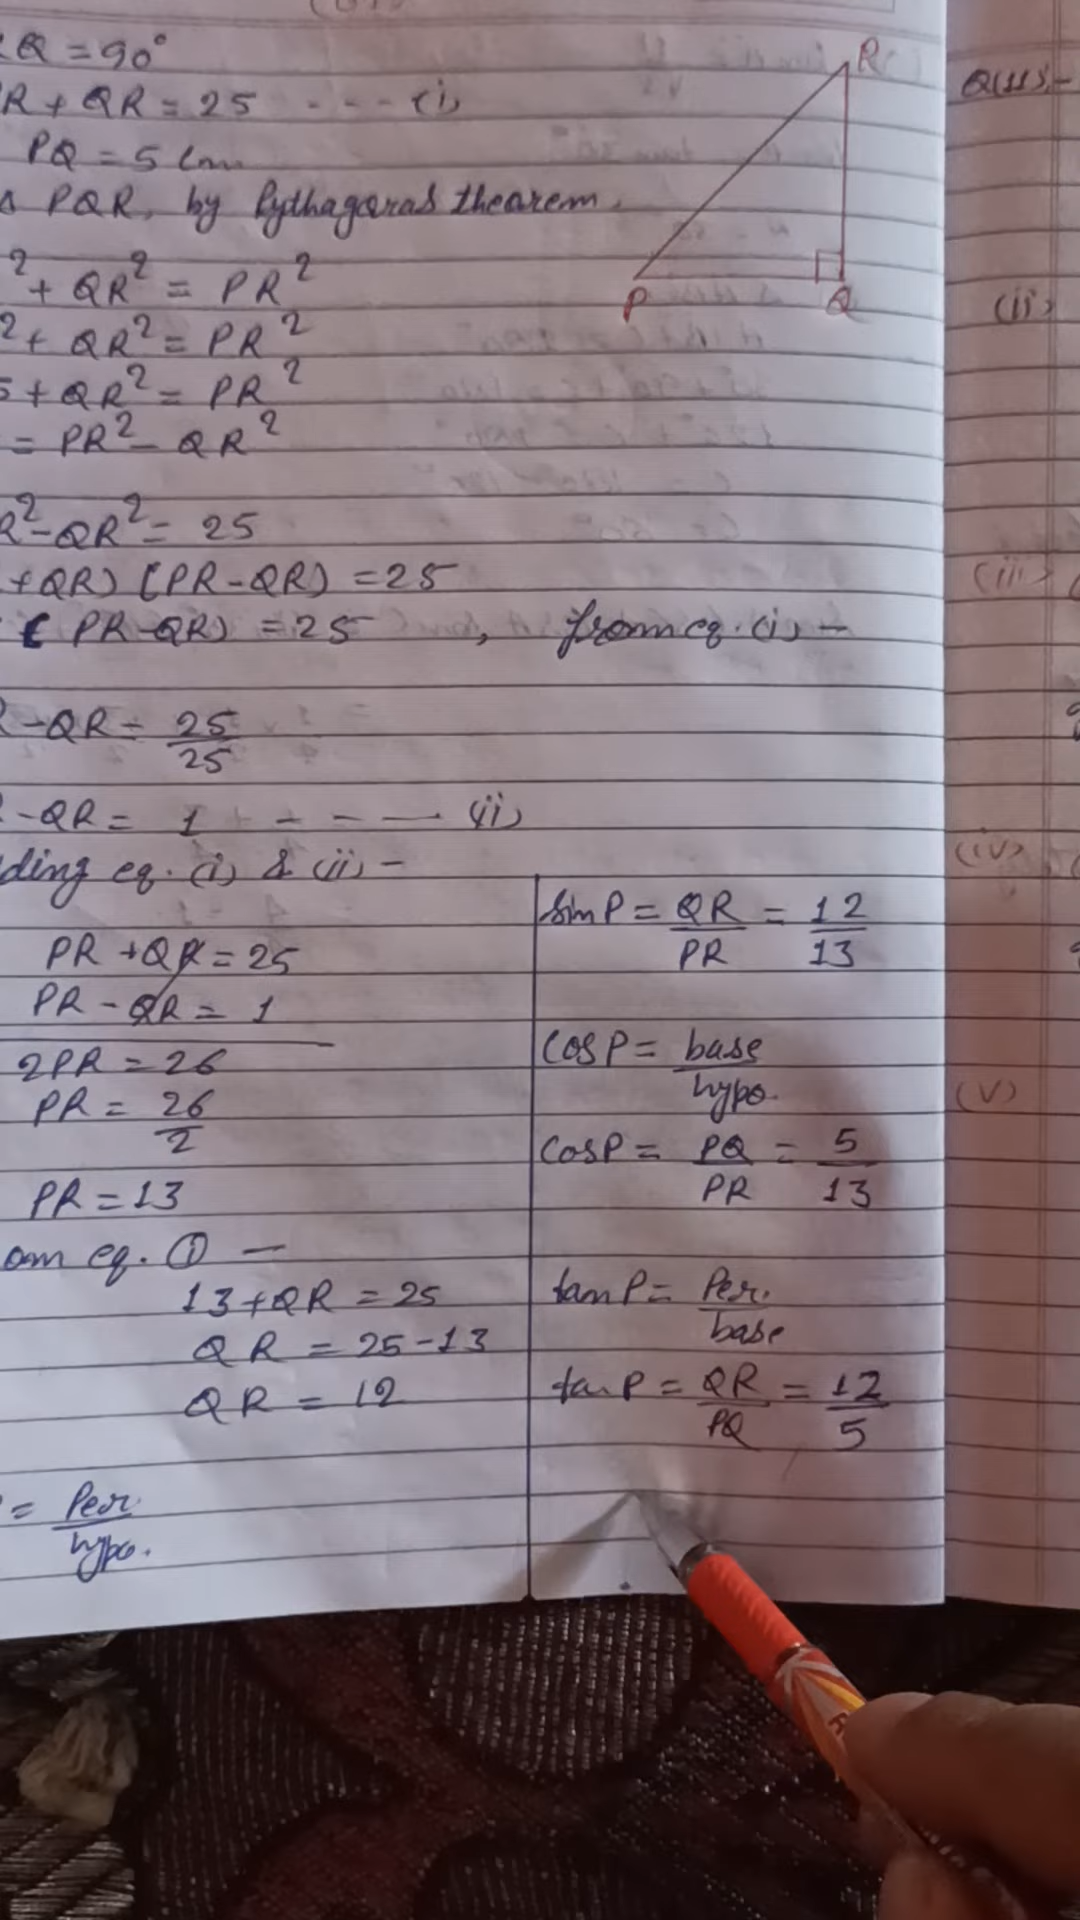 Q = 90°
R + QR = 25 - - - - (i)
PQ = 5 cm
Δ PQR, by Pythagoras thearem,
² + QR² = PR²
² + QR² = PR²
5 + QR² = PR²
= PR² - QR²
R² - QR² = 25
+ QR) (PR - QR) = 25
( PR - QR) = 25 , from eq. (i) -
- QR = 25/25
- QR = 1 - - - — (ii)
ding eq. (i) & (ii) -
PR + QR = 25
PR - QR = 1
2PR = 26
PR = 26/2
PR = 13
om eq. ① —
13 + QR = 25
QR = 25 - 13
QR = 12
= Per./hypo.
sin P = QR/PR = 12/13
cos P = base/hypo.
cos P = PQ/PR = 5/13
tan P = Per./base
tan P = QR/PQ = 12/5
R
P
Q
Q(11)-
(ii)
(iii)
(iv)
(v)